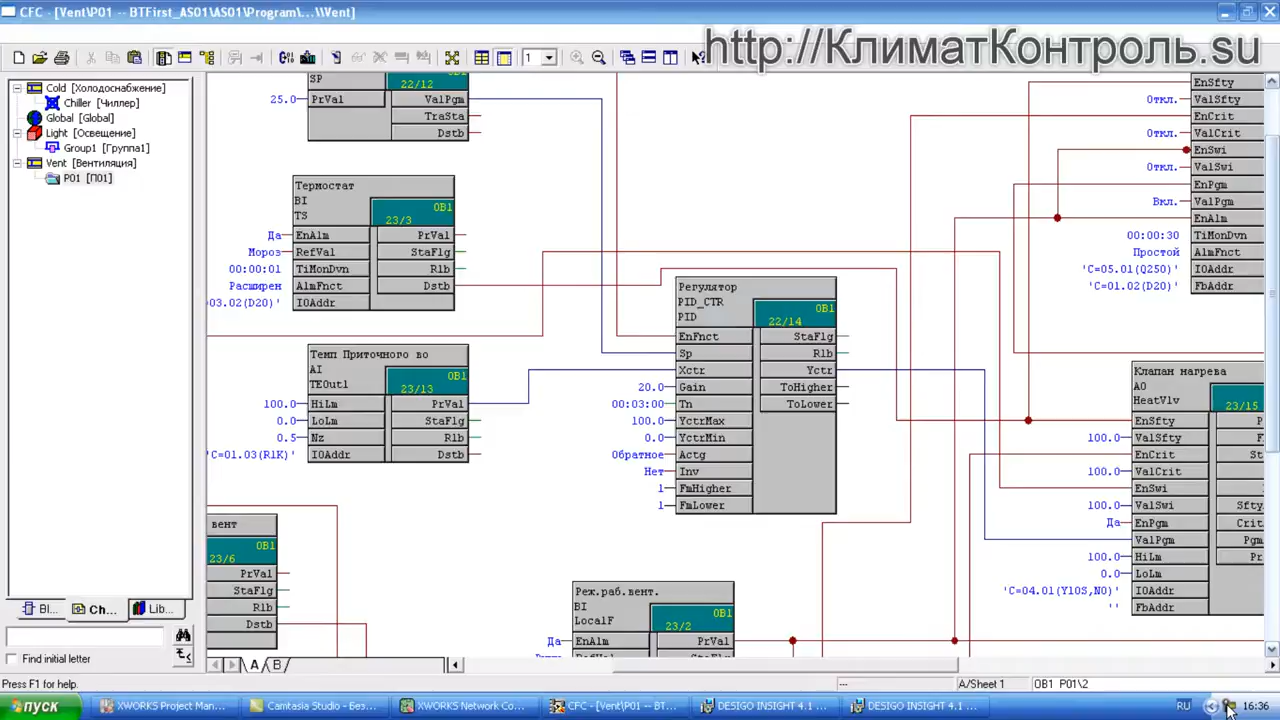 CFC - [Vent\P01 -- BTFirst_AS01\AS01\Program\...\\Vent]
http://КлиматКонтроль.su
1
Cold [Холодоснабжение]
Chiller [Чиллер]
Global [Global]
Light [Освещение]
Group1 [Группа1]
Vent [Вентиляция]
P01 [П01]
Bl...
Ch...
Lib...
Find initial letter
SP
22/12
25.0
PrVal
ValPgm
TraSta
Dstb
Термостат
BI
TS
OB1
23/3
Да
EnAlm
PrVal
Мороз
RefVal
StaFlg
00:00:01
TiMonDvn
Rlb
Расширен
AlmFnct
Dstb
03.02(D20)'
IOAddr
Темп Приточного во
AI
TEOut1
OB1
23/13
100.0
HiLm
PrVal
0.0
LoLm
StaFlg
0.5
Nz
Rlb
'C=01.03(R1K)'
IOAddr
Dstb
вент
OB1
23/6
PrVal
StaFlg
Rlb
Dstb
Регулятор
PID_CTR
PID
OB1
22/14
EnFnct
StaFlg
Sp
Rlb
Xctr
Yctr
20.0
Gain
ToHigher
00:03:00
Tn
ToLower
100.0
YctrMax
0.0
YctrMin
Обратное
Actg
Нет
Inv
1
FmHigher
1
FmLower
Реж.раб.вент.
BI
LocalF
OB1
23/2
Да
EnAlm
PrVal
EnSfty
Откл.
ValSfty
EnCrit
Откл.
ValCrit
EnSwi
Откл.
ValSwi
EnPgm
Вкл.
ValPgm
EnAlm
00:00:30
TiMonDvn
Простой
AlmFnct
'C=05.01(Q250)'
IOAddr
'C=01.02(D20)'
FbAddr
Клапан нагрева
AO
HeatVlv
23/15
EnSfty
P
100.0
ValSfty
F
EnCrit
St
100.0
ValCrit
EnSwi
100.0
ValSwi
Sfty
Да
EnPgm
Crit
ValPgm
Pgm
100.0
HiLm
Pr
0.0
LoLm
'C=04.01(Y10S,NO)'
IOAddr
''
FbAddr
A
B
Press F1 for help.
---
A/Sheet 1
OB1 P01\2
пуск
XWORKS Project Man...
Camtasia Studio - Без...
XWORKS Network Co...
CFC - [Vent\P01 -- BT...
DESIGO INSIGHT 4.1 ...
DESIGO INSIGHT 4.1 ...
RU
16:36